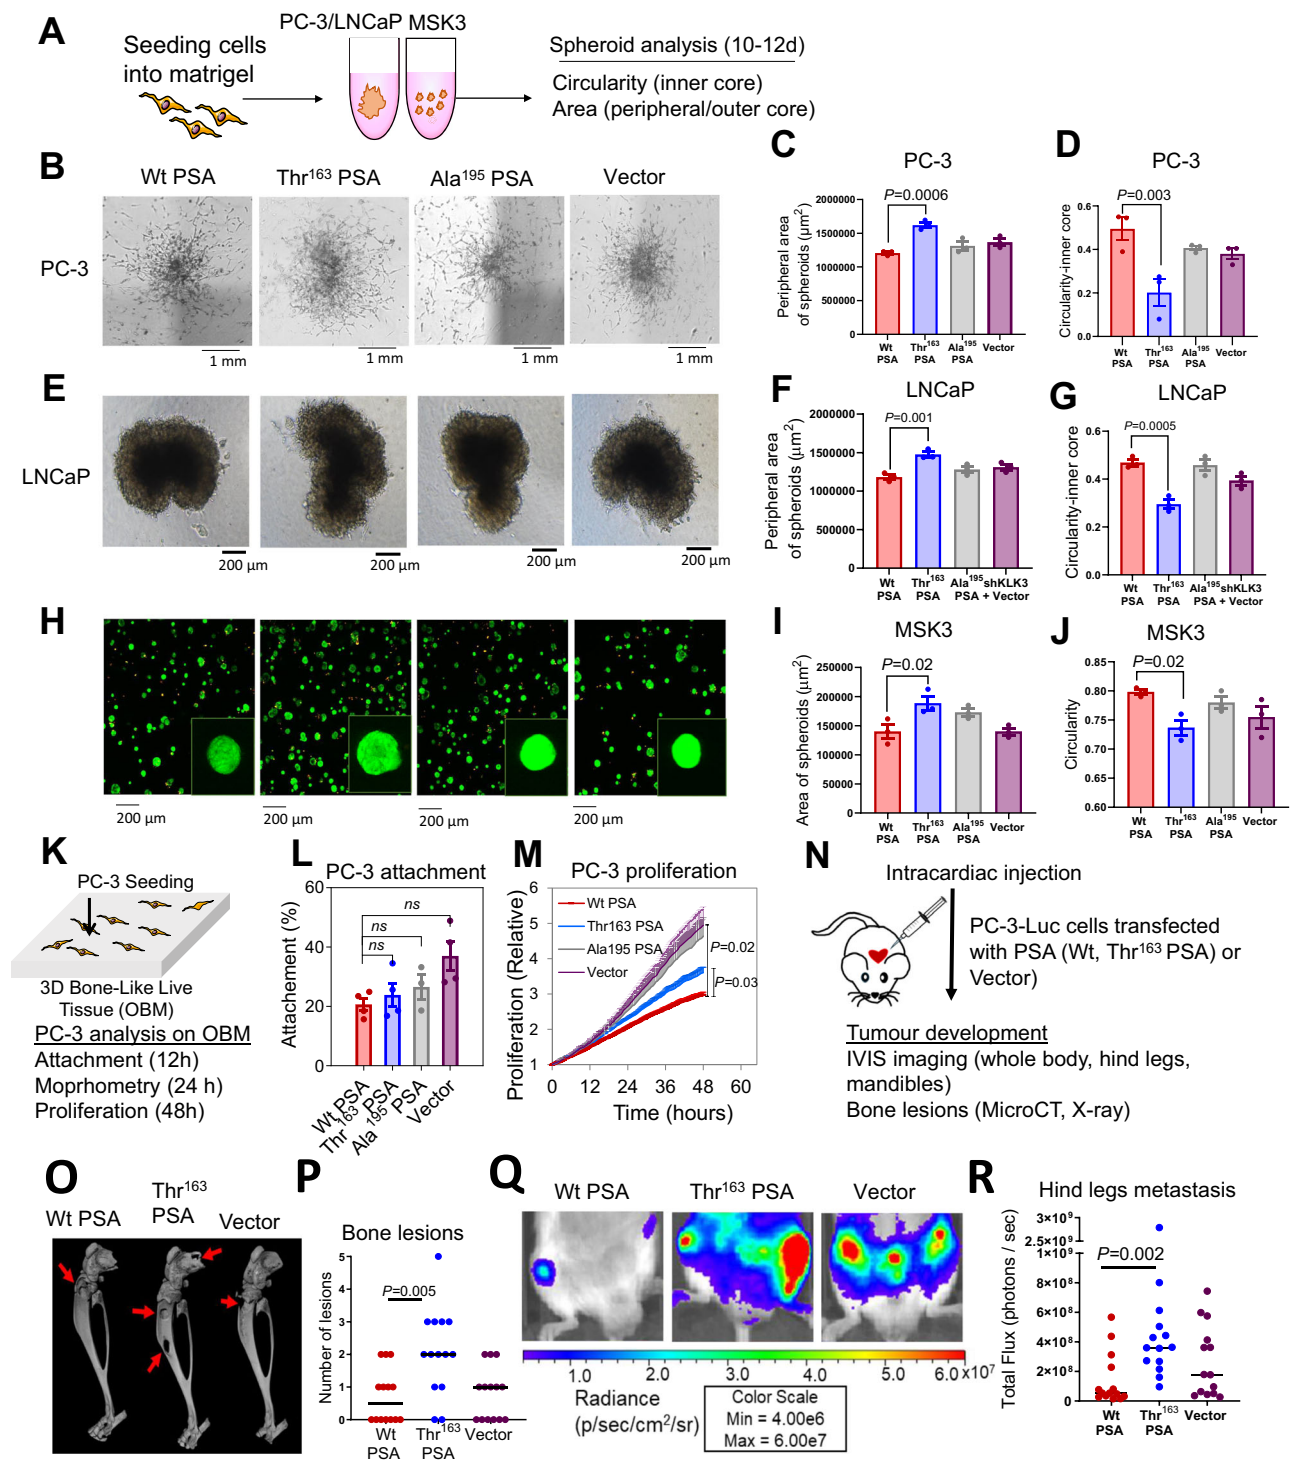 A
Seeding cells
into matrigel
PC-3/LNCaP MSK3
Spheroid analysis (10-12d)
Circularity (inner core)
Area (peripheral/outer core)
B
Wt PSA
Thr163 PSA
Ala195 PSA
Vector
PC-3
1 mm
1 mm
1 mm
1 mm
C
PC-3
P=0.0006
Peripheral area
of spheroids (µm2)
2000000
1500000
1000000
500000
0
Wt
PSA
Thr163
PSA
Ala195
PSA
Vector
D
PC-3
P=0.003
Circularity-inner core
0.6
0.4
0.2
0.0
Wt
PSA
Thr163
PSA
Ala195
PSA
Vector
E
LNCaP
200 µm
200 µm
200 µm
200 µm
F
LNCaP
P=0.001
Peripheral area
of spheroids (µm2)
2000000
1500000
1000000
500000
0
Wt
PSA
Thr163
PSA
Ala195
PSA
shKLK3
+ Vector
G
LNCaP
P=0.0005
Circularity-inner core
0.6
0.4
0.2
0.0
Wt
PSA
Thr163
PSA
Ala195
PSA
shKLK3
+ Vector
H
200 µm
200 µm
200 µm
200 µm
I
MSK3
P=0.02
Area of spheroids (µm2)
250000
200000
150000
100000
50000
0
Wt
PSA
Thr163
PSA
Ala195
PSA
Vector
J
MSK3
P=0.02
Circularity
0.85
0.80
0.75
0.70
0.65
0.60
Wt
PSA
Thr163
PSA
Ala195
PSA
Vector
K
PC-3 Seeding
3D Bone-Like Live
Tissue (OBM)
PC-3 analysis on OBM
Attachment (12h)
Moprhometry (24 h)
Proliferation (48h)
L
PC-3 attachment
Attachement (%)
60
40
20
0
ns
ns
ns
Wt PSA
Thr 163 PSA
Ala 195 PSA
Vector
M
PC-3 proliferation
Proliferation (Relative)
6
5
4
3
2
1
Wt PSA
Thr163 PSA
Ala195 PSA
Vector
P=0.02
P=0.03
0
12
24
36
48
60
Time (hours)
N
Intracardiac injection
PC-3-Luc cells transfected
with PSA (Wt, Thr163 PSA) or
Vector)
Tumour development
IVIS imaging (whole body, hind legs,
mandibles)
Bone lesions (MicroCT, X-ray)
O
Wt PSA
Thr163
PSA
Vector
P
Bone lesions
P=0.005
Number of lesions
5
4
3
2
1
0
Wt
PSA
Thr163
PSA
Vector
Q
Wt PSA
Thr163 PSA
Vector
1.0
2.0
3.0
4.0
5.0
6.0
x107
Radiance
(p/sec/cm2/sr)
Color Scale
Min = 4.00e6
Max = 6.00e7
R
Hind legs metastasis
P=0.002
Total Flux (photons / sec)
3×109
2.5×109
1×109
8×108
6×108
4×108
2×108
0
Wt
PSA
Thr163
PSA
Vector